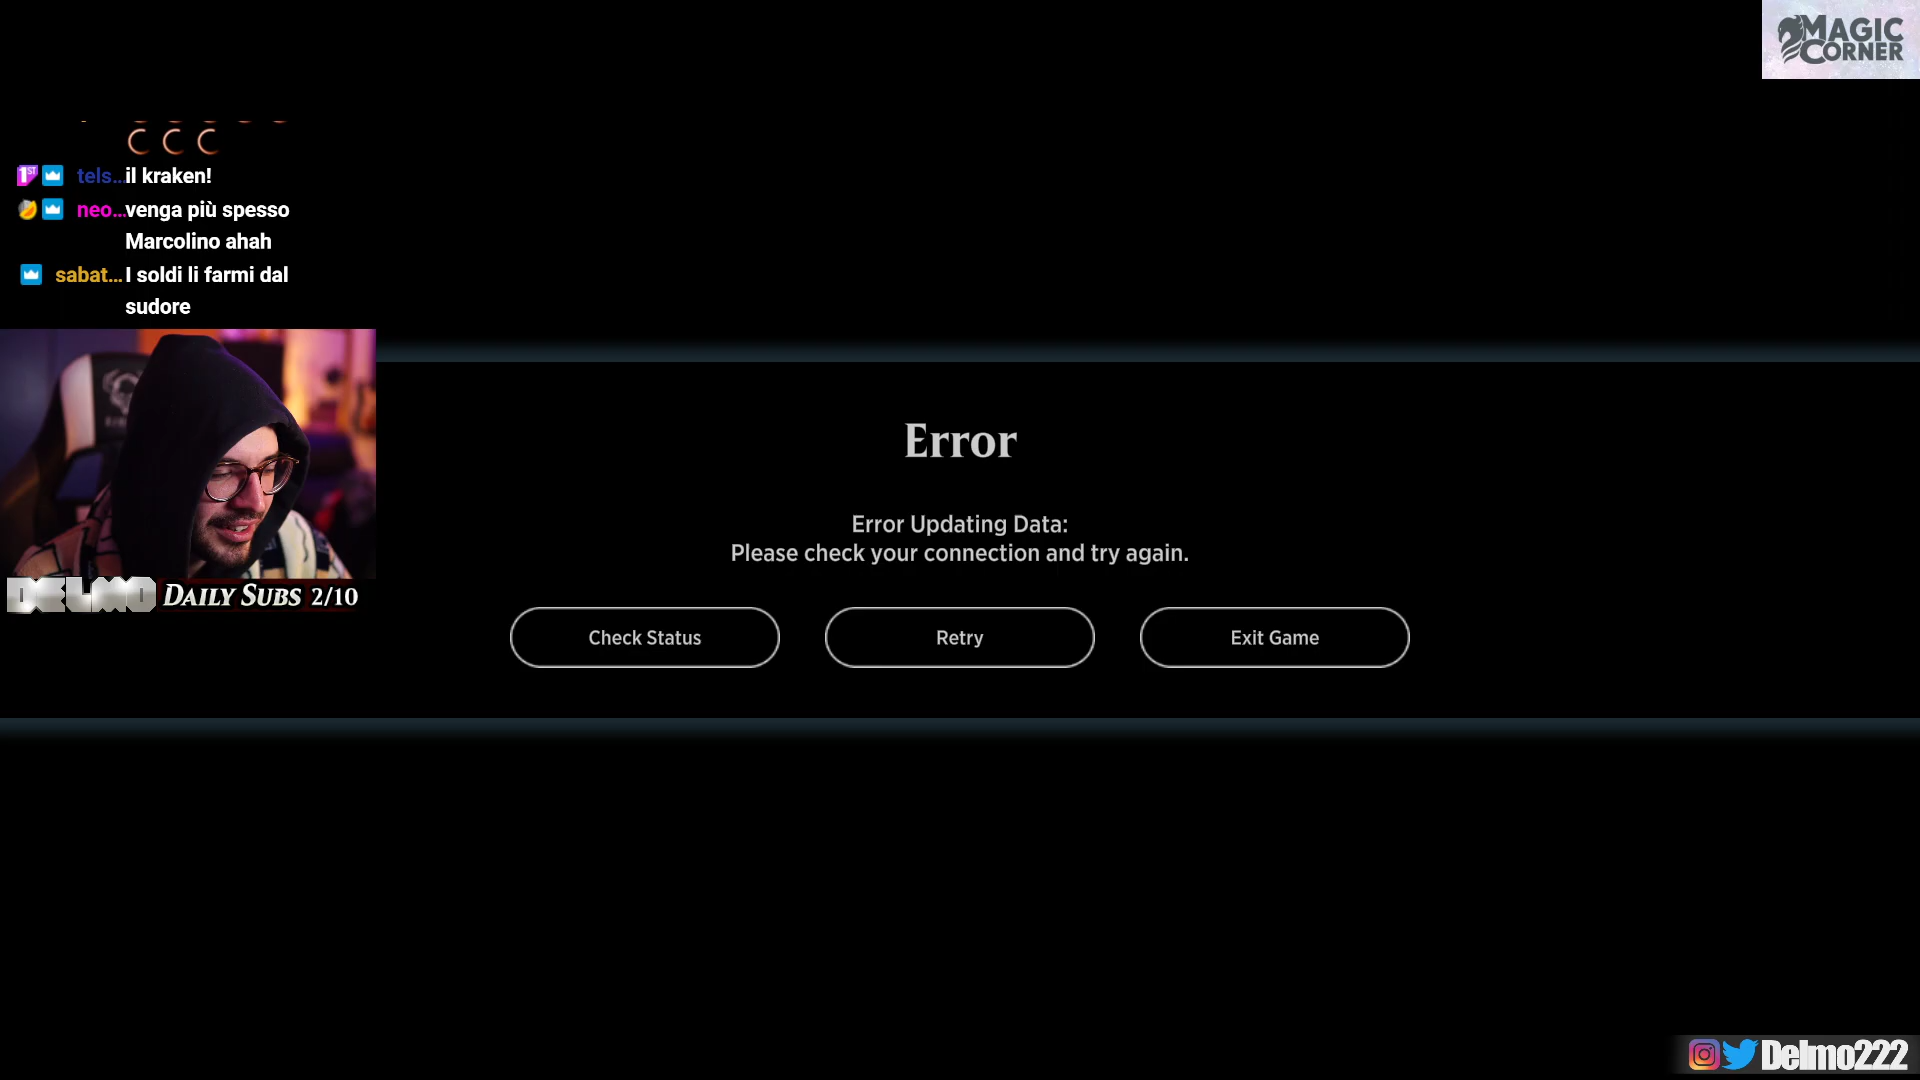 MAGIC
CORNER
C C C
1ST tels...il kraken!
neo...venga più spesso
Marcolino ahah
sabat...I soldi li farmi dal
sudore
DELMO DAILY SUBS 2/10
Error
Error Updating Data:
Please check your connection and try again.
Check Status
Retry
Exit Game
Delmo222